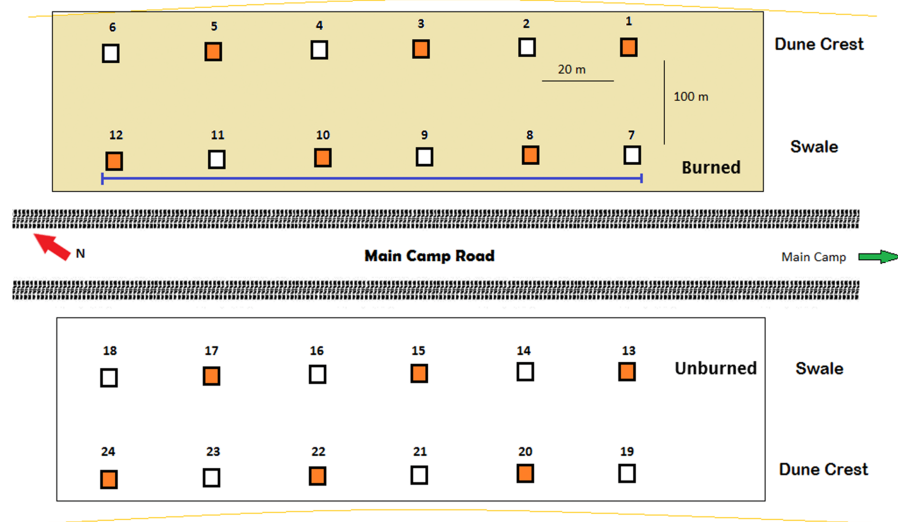 6 5 4 3 2 1
Dune Crest
20 m
100 m
12 11 10 9 8 7
Swale
Burned
N
Main Camp Road
Main Camp
18 17 16 15 14 13
Unburned
Swale
24 23 22 21 20 19
Dune Crest